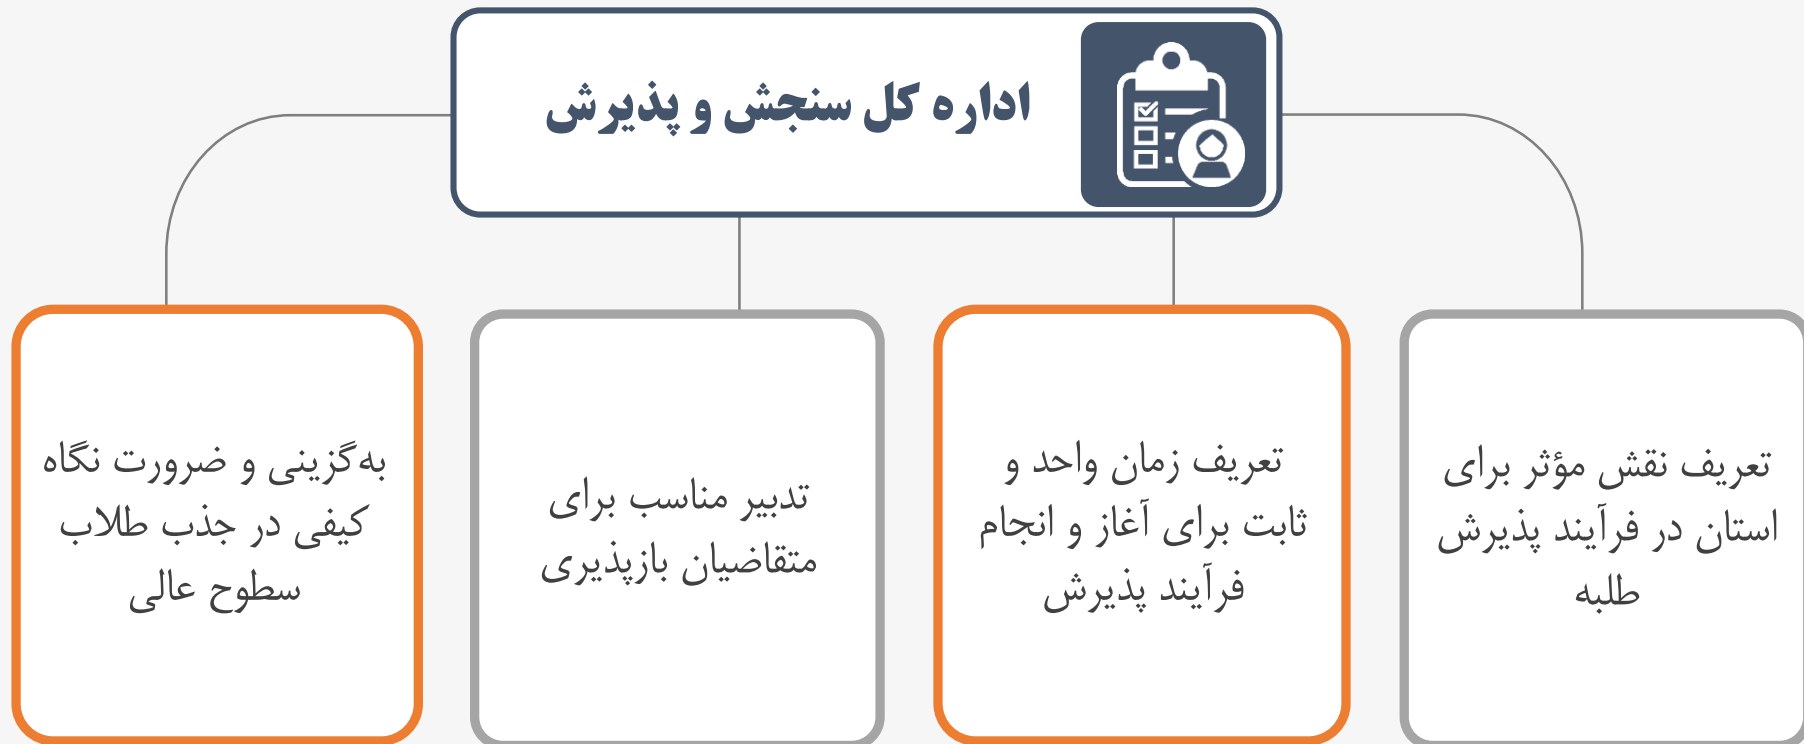 اداره کل سنجش و پذیرش
تعریف نقش مؤثر برای
استان در فرآیند پذیرش
طلبه
تعریف زمان واحد و
ثابت برای آغاز و انجام
فرآیند پذیرش
تدبیر مناسب برای
متقاضیان بازپذیری
به‌گزینی و ضرورت نگاه
کیفی در جذب طلاب
سطوح عالی